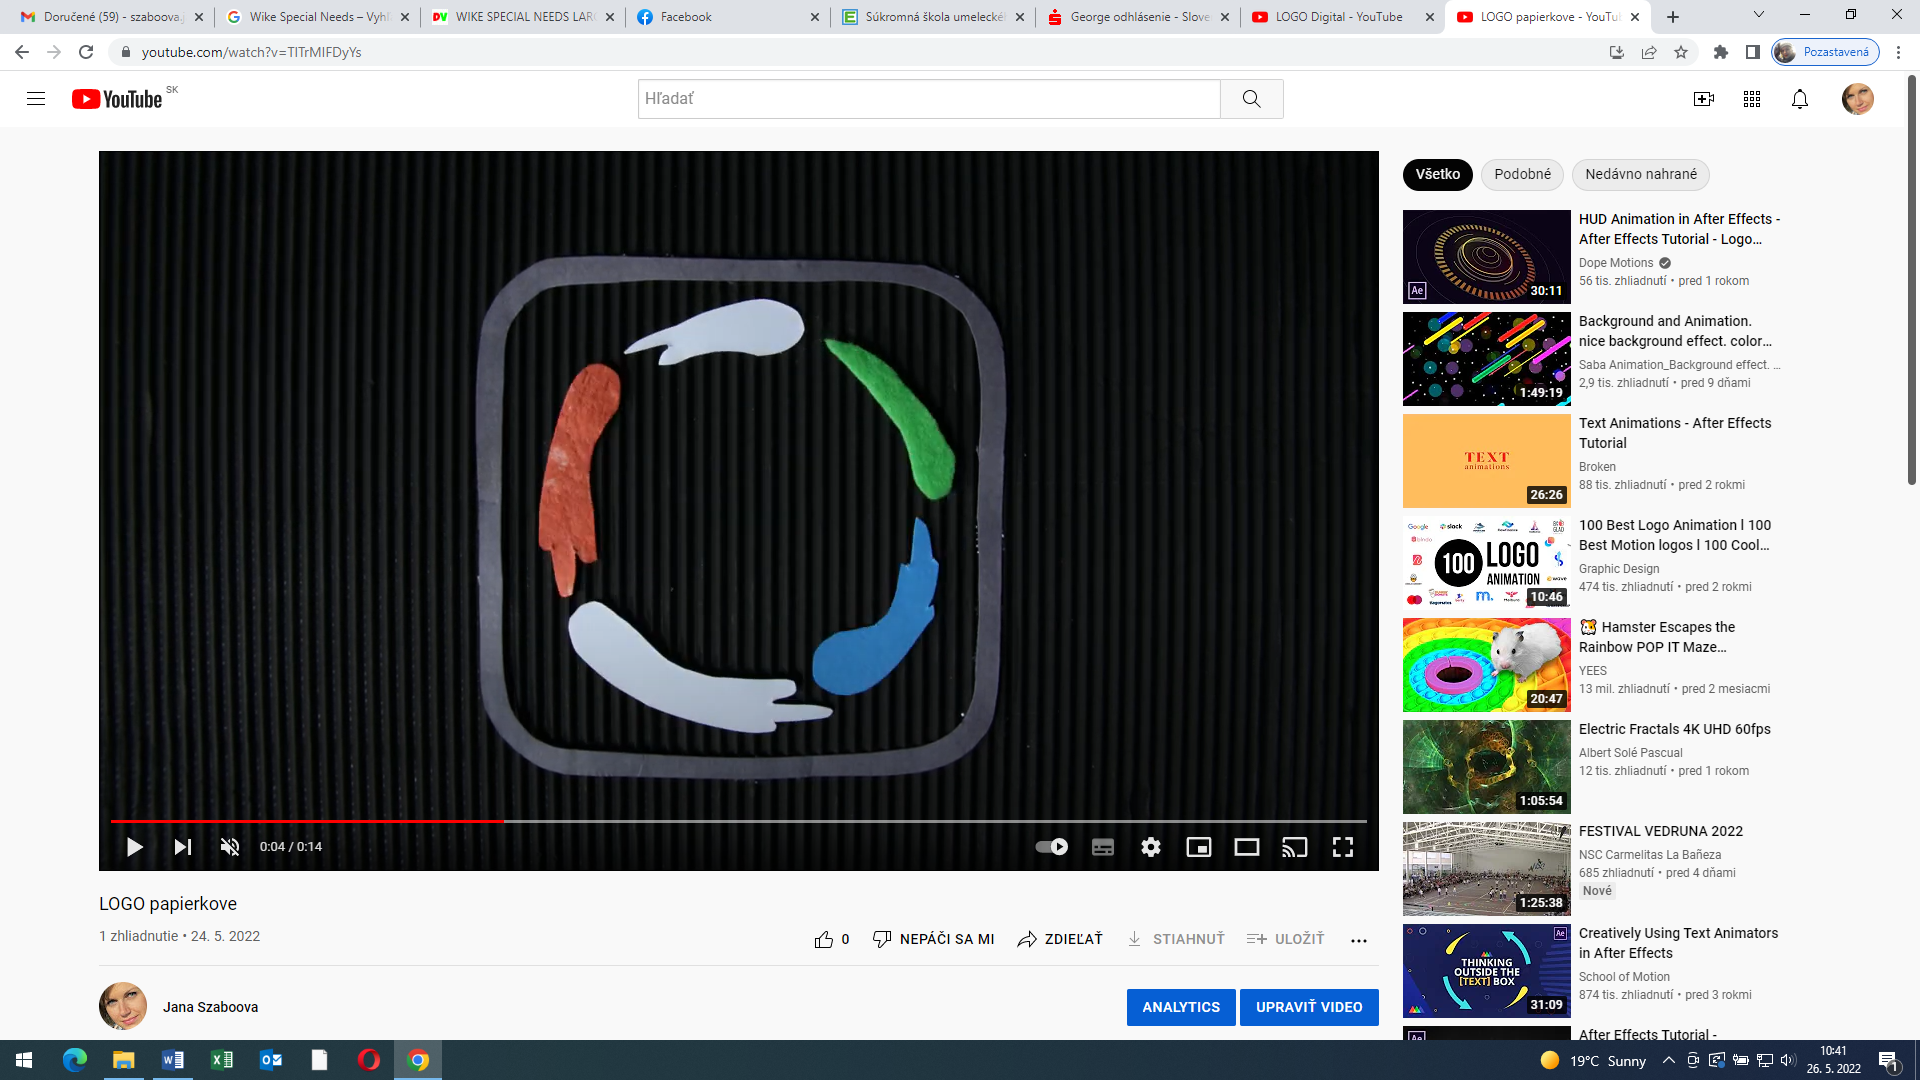 Doručené (59) - szaboova.j
Wike Special Needs – Vyhľ
WIKE SPECIAL NEEDS LARG
Facebook
Súkromná škola umeleckéh
George odhlásenie - Slove
LOGO Digital - YouTube
LOGO papierkove - YouTu
youtube.com/watch?v=TlTrMIFDyYs
Pozastavená
YouTube SK
Hľadať
Všetko
Podobné
Nedávno nahrané
HUD Animation in After Effects -
After Effects Tutorial - Logo...
Dope Motions
56 tis. zhliadnutí • pred 1 rokom
Ae
30:11
Background and Animation.
nice background effect. color...
Saba Animation_Background effect. ...
2,9 tis. zhliadnutí • pred 9 dňami
1:49:19
Text Animations - After Effects
Tutorial
Broken
88 tis. zhliadnutí • pred 2 rokmi
TEXT
animations
26:26
100 Best Logo Animation l 100
Best Motion logos l 100 Cool...
Graphic Design
474 tis. zhliadnutí • pred 2 rokmi
Google
slack
100
LOGO
ANIMATION
10:46
🐹 Hamster Escapes the
Rainbow POP IT Maze...
YEES
13 mil. zhliadnutí • pred 2 mesiacmi
20:47
Electric Fractals 4K UHD 60fps
Albert Solé Pascual
12 tis. zhliadnutí • pred 1 rokom
1:05:54
FESTIVAL VEDRUNA 2022
NSC Carmelitas La Bañeza
685 zhliadnutí • pred 4 dňami
Nové
1:25:38
Creatively Using Text Animators
in After Effects
School of Motion
874 tis. zhliadnutí • pred 3 rokmi
Ae
THINKING
OUTSIDE THE
[TEXT] BOX
31:09
After Effects Tutorial -
Ae
0:04 / 0:14
LOGO papierkove
1 zhliadnutie • 24. 5. 2022
0
NEPÁČI SA MI
ZDIEĽAŤ
STIAHNUŤ
ULOŽIŤ
Jana Szaboova
ANALYTICS
UPRAVIŤ VIDEO
19°C Sunny
10:41
26. 5. 2022
1